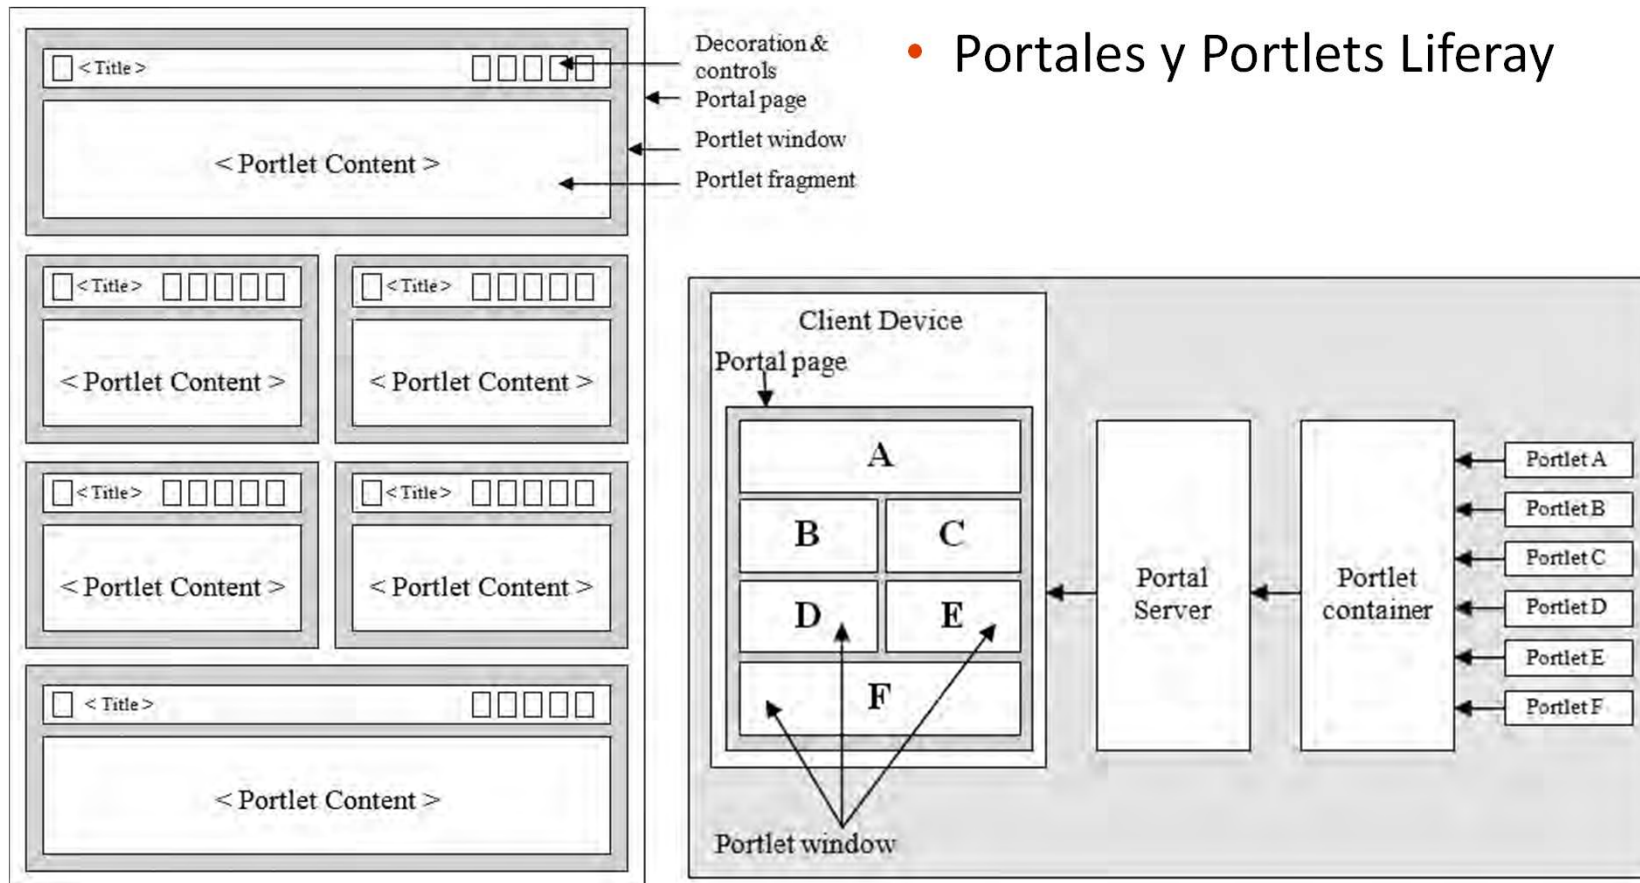 • Portales y Portlets Liferay
< Title >
Decoration &
controls
Portal page
Portlet window
Portlet fragment
< Portlet Content >
< Title >
< Title >
< Portlet Content >
< Portlet Content >
< Title >
< Title >
< Portlet Content >
< Portlet Content >
< Title >
< Portlet Content >
Client Device
Portal page
A
B
C
D
E
F
Portlet window
Portal
Server
Portlet
container
Portlet A
Portlet B
Portlet C
Portlet D
Portlet E
Portlet F